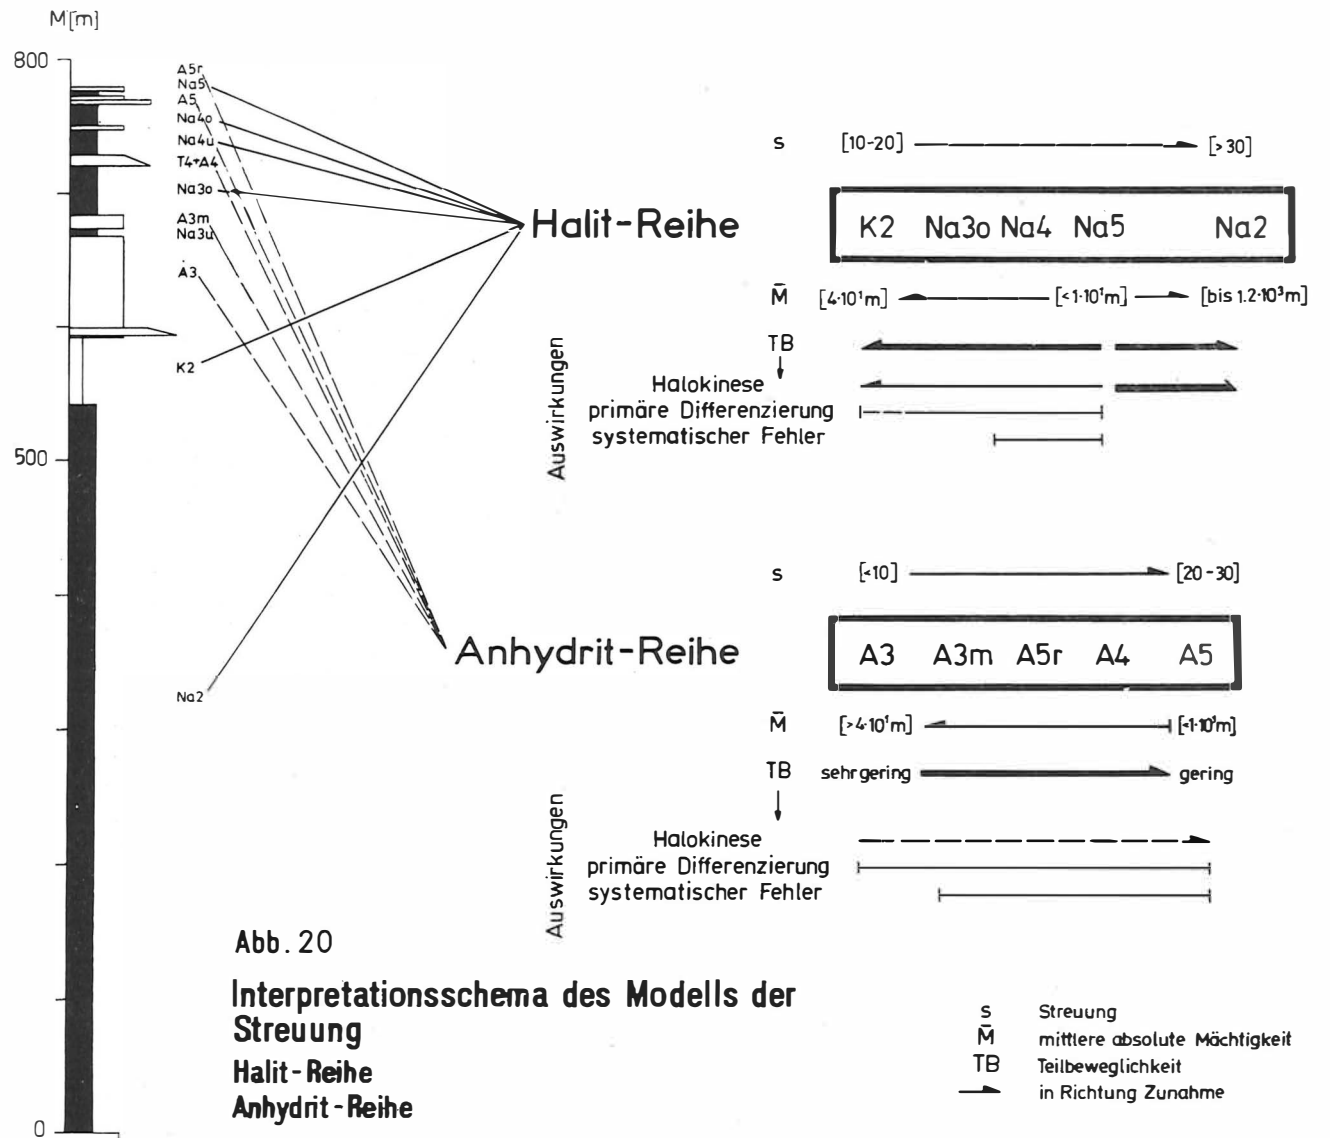 M[m]
800
500
0
A5r
Na5
A5
Na4o
Na4u
T4+A4
Na3o
A3m
Na3u
A3
K2
Na2
Halit-Reihe
s [10-20] [>30]
K2 Na3o Na4 Na5 Na2
M̄ [4·10¹m] [<1·10¹m] [bis 1.2·10³m]
TB
Auswirkungen
Halokinese
primäre Differenzierung
systematischer Fehler
Anhydrit-Reihe
s [<10] [20-30]
A3 A3m A5r A4 A5
M̄ [>4·10¹m] [<1·10¹m]
TB sehr gering gering
Auswirkungen
Halokinese
primäre Differenzierung
systematischer Fehler
Abb. 20
Interpretationsschema des Modells der
Streuung
Halit-Reihe
Anhydrit-Reihe
s Streuung
M̄ mittlere absolute Mächtigkeit
TB Teilbeweglichkeit
in Richtung Zunahme